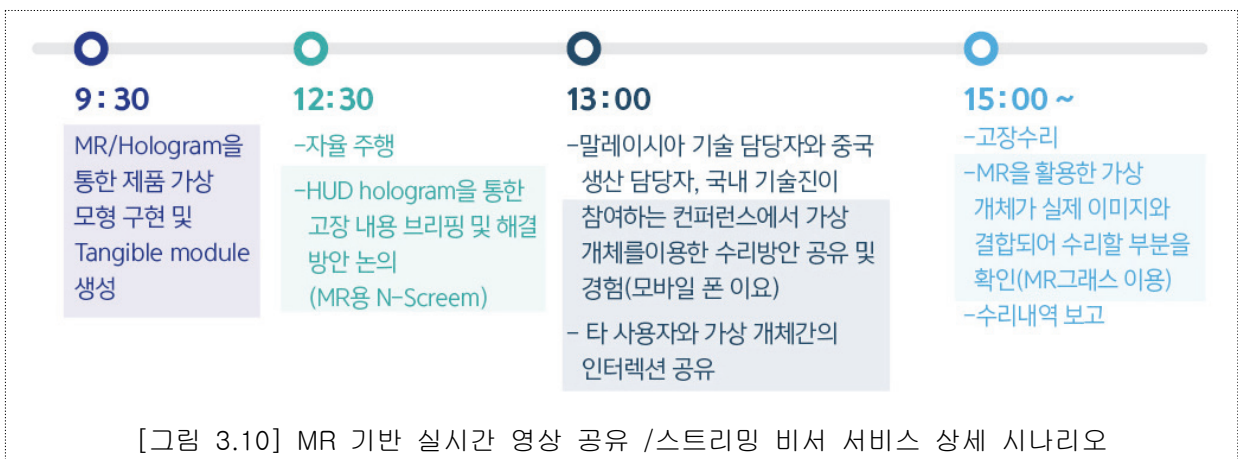 9:30
MR/Hologram을
통한 제품 가상
모형 구현 및
Tangible module
생성
12:30
-자율 주행
-HUD hologram을 통한
고장 내용 브리핑 및 해결
방안 논의
(MR용 N-Screem)
13:00
-말레이시아 기술 담당자와 중국
생산 담당자, 국내 기술진이
참여하는 컨퍼런스에서 가상
개체를이용한 수리방안 공유 및
경험(모바일 폰 이요)
- 타 사용자와 가상 개체간의
인터렉션 공유
15:00 ~
-고장수리
-MR을 활용한 가상
개체가 실제 이미지와
결합되어 수리할 부분을
확인(MR그래스 이용)
-수리내역 보고
[그림 3.10] MR 기반 실시간 영상 공유 /스트리밍 비서 서비스 상세 시나리오